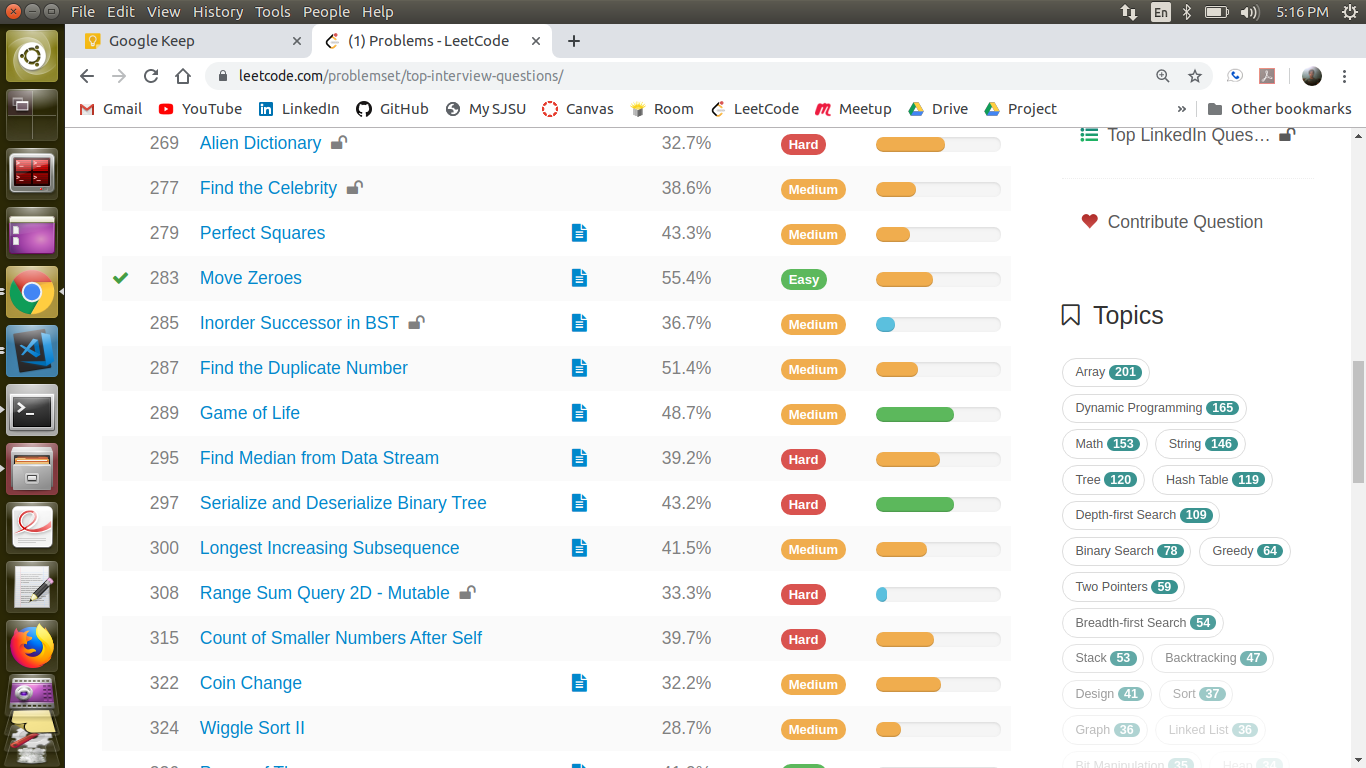 File Edit View History Tools People Help
En
5:16 PM
Google Keep
(1) Problems - LeetCode
leetcode.com/problemset/top-interview-questions/
Gmail YouTube LinkedIn GitHub My SJSU Canvas Room LeetCode Meetup Drive Project » Other bookmarks
269 Alien Dictionary 32.7% Hard
277 Find the Celebrity 38.6% Medium
279 Perfect Squares 43.3% Medium
283 Move Zeroes 55.4% Easy
285 Inorder Successor in BST 36.7% Medium
287 Find the Duplicate Number 51.4% Medium
289 Game of Life 48.7% Medium
295 Find Median from Data Stream 39.2% Hard
297 Serialize and Deserialize Binary Tree 43.2% Hard
300 Longest Increasing Subsequence 41.5% Medium
308 Range Sum Query 2D - Mutable 33.3% Hard
315 Count of Smaller Numbers After Self 39.7% Hard
322 Coin Change 32.2% Medium
324 Wiggle Sort II 28.7% Medium
Top LinkedIn Ques...
Contribute Question
Topics
Array 201
Dynamic Programming 165
Math 153 String 146
Tree 120 Hash Table 119
Depth-first Search 109
Binary Search 78 Greedy 64
Two Pointers 59
Breadth-first Search 54
Stack 53 Backtracking 47
Design 41 Sort 37
Graph 36 Linked List 36
Bit Manipulation 35 Heap 34